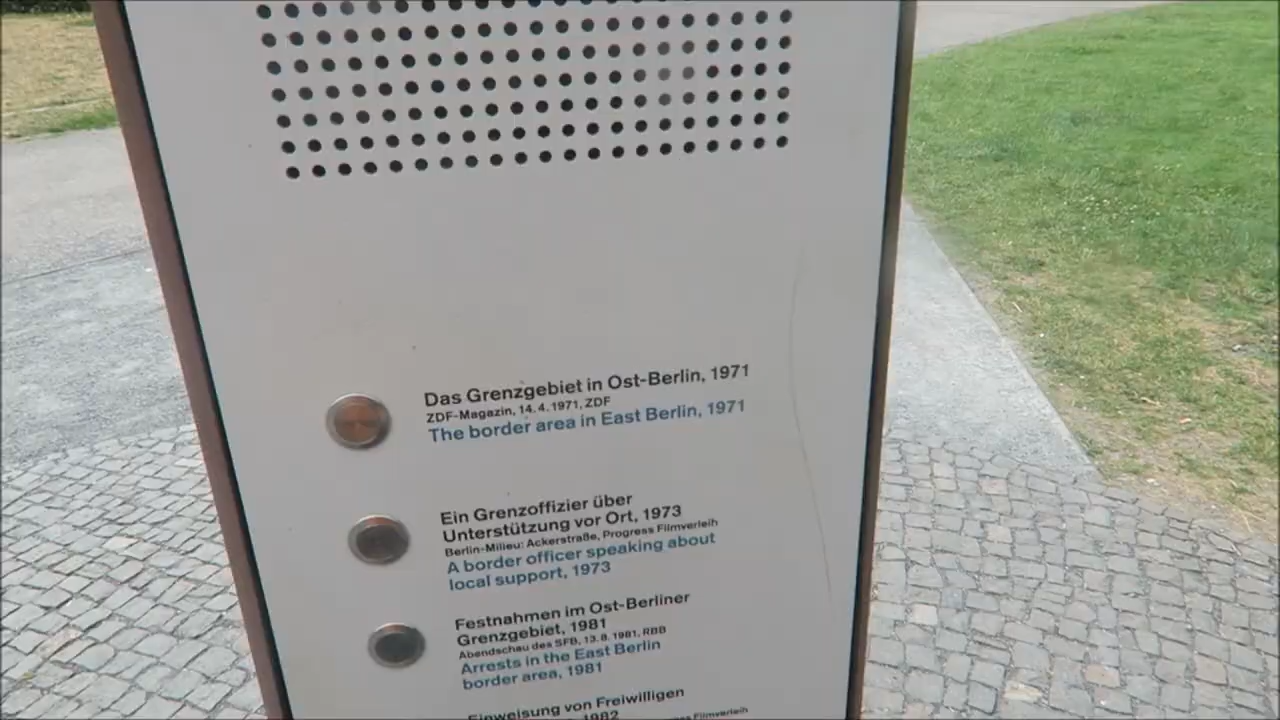 Das Grenzgebiet in Ost-Berlin, 1971
ZDF-Magazin, 14.4.1971, ZDF
The border area in East Berlin, 1971
Ein Grenzoffizier über
Unterstützung vor Ort, 1973
Berlin-Milieu: Ackerstraße, Progress Filmverleih
A border officer speaking about
local support, 1973
Festnahmen im Ost-Berliner
Grenzgebiet, 1981
Abendschau des SFB, 13.8.1981, RBB
Arrests in the East Berlin
border area, 1981
Einweisung von Freiwilligen
1982
Filmverleih